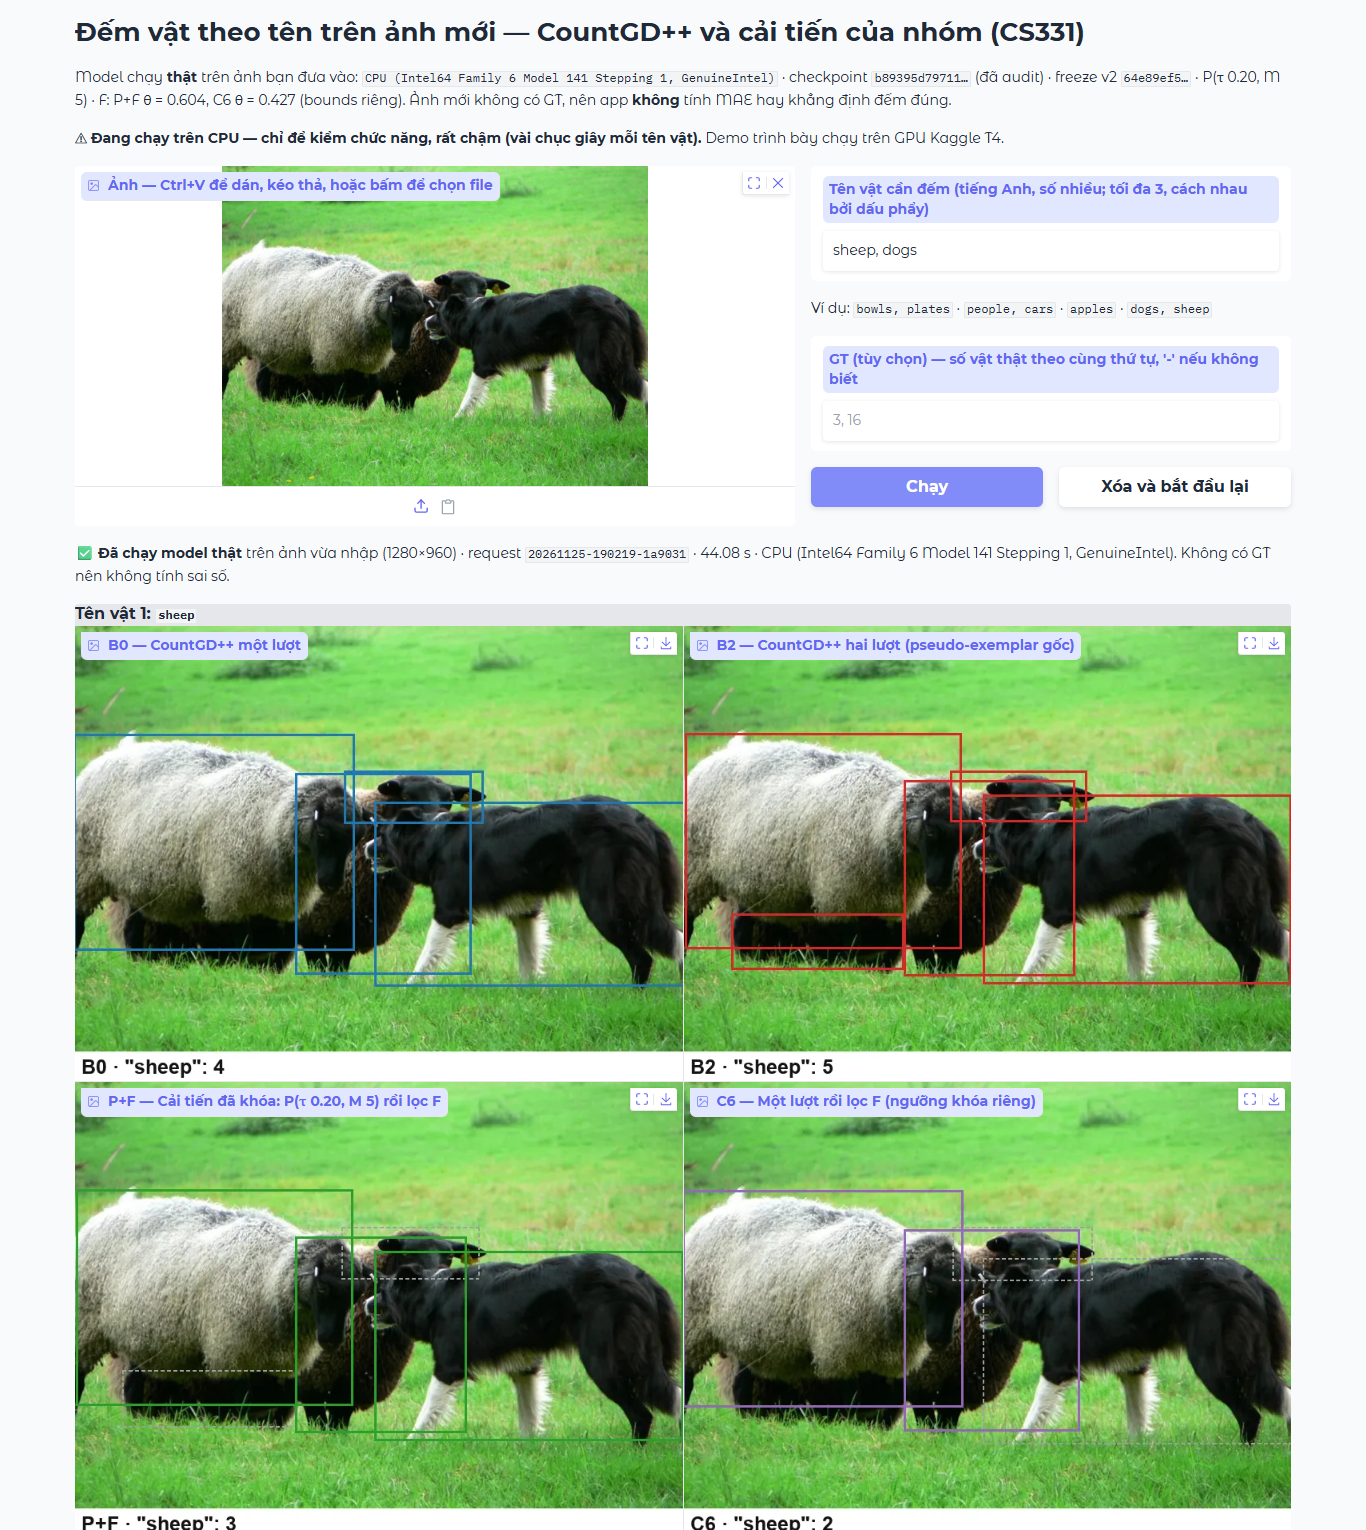 Đếm vật theo tên trên ảnh mới — CountGD++ và cải tiến của nhóm (CS331)
Model chạy thật trên ảnh bạn đưa vào: CPU (Intel64 Family 6 Model 141 Stepping 1, GenuineIntel) · checkpoint b89395d79711… (đã audit) · freeze v2 64e89ef5… · P(τ 0.20, M
5) · F: P+F θ = 0.604, C6 θ = 0.427 (bounds riêng). Ảnh mới không có GT, nên app không tính MAE hay khẳng định đếm đúng.
⚠ Đang chạy trên CPU — chỉ để kiểm chức năng, rất chậm (vài chục giây mỗi tên vật). Demo trình bày chạy trên GPU Kaggle T4.
Ảnh — Ctrl+V để dán, kéo thả, hoặc bấm để chọn file
Tên vật cần đếm (tiếng Anh, số nhiều; tối đa 3, cách nhau
bởi dấu phẩy)
sheep, dogs
Ví dụ: bowls, plates · people, cars · apples · dogs, sheep
GT (tùy chọn) — số vật thật theo cùng thứ tự, '-' nếu không
biết
3, 16
Chạy
Xóa và bắt đầu lại
✅ Đã chạy model thật trên ảnh vừa nhập (1280×960) · request 20261125-190219-1a9031 · 44.08 s · CPU (Intel64 Family 6 Model 141 Stepping 1, GenuineIntel). Không có GT
nên không tính sai số.
Tên vật 1: sheep
B0 — CountGD++ một lượt
B2 — CountGD++ hai lượt (pseudo-exemplar gốc)
B0 · "sheep": 4
B2 · "sheep": 5
P+F — Cải tiến đã khóa: P(τ 0.20, M 5) rồi lọc F
C6 — Một lượt rồi lọc F (ngưỡng khóa riêng)
P+F · "sheep": 3
C6 · "sheep": 2